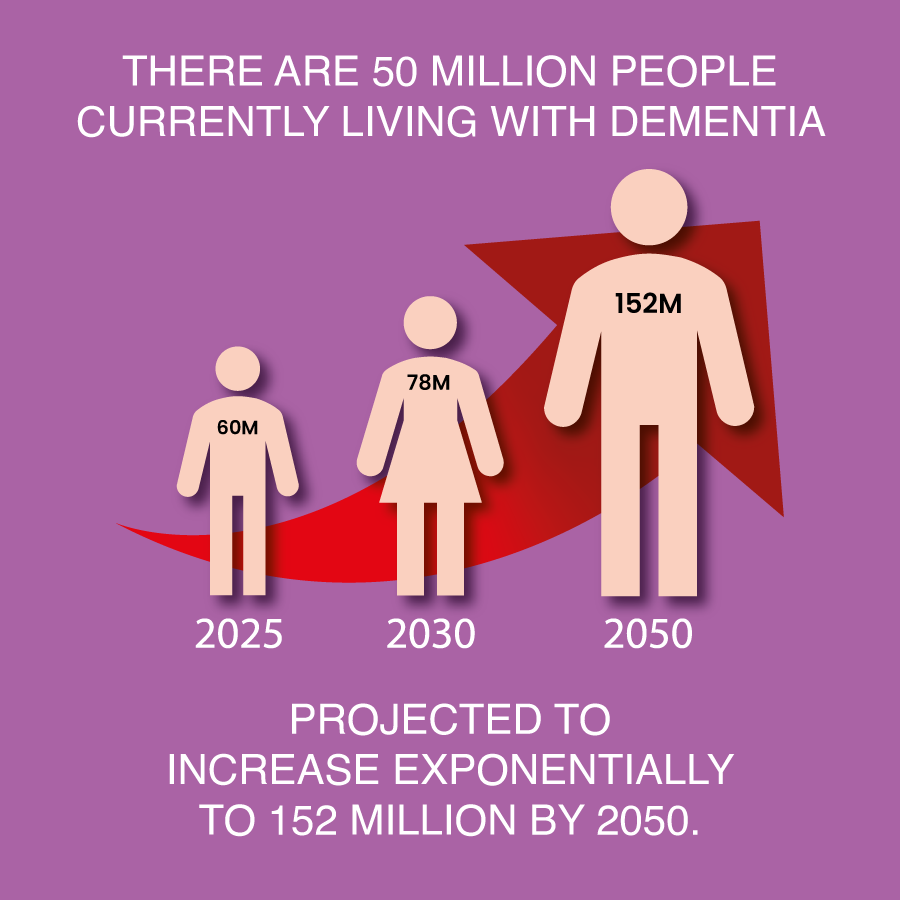 THERE ARE 50 MILLION PEOPLE
CURRENTLY LIVING WITH DEMENTIA
152M
78M
60M
2025
2030
2050
PROJECTED TO
INCREASE EXPONENTIALLY
TO 152 MILLION BY 2050.